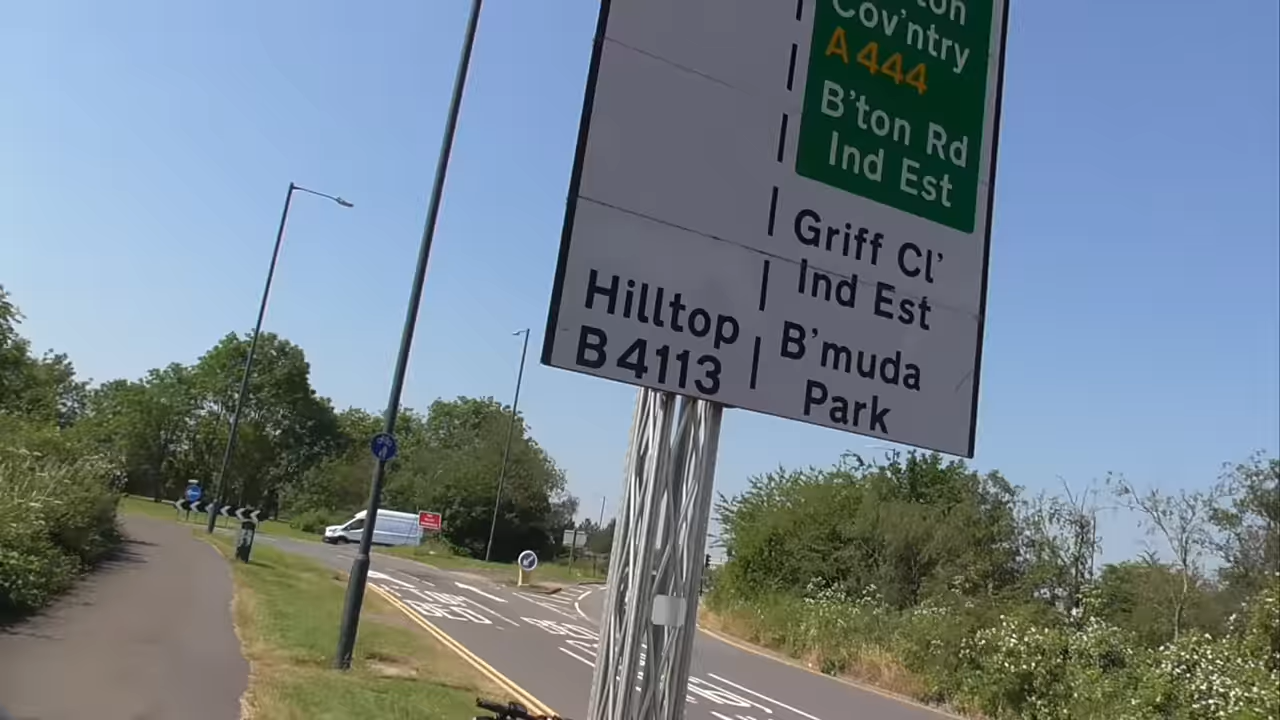 Cov'ntry
A444
B'ton Rd
Ind Est
Griff Cl'
Ind Est
B'muda
Park
Hilltop
B4113